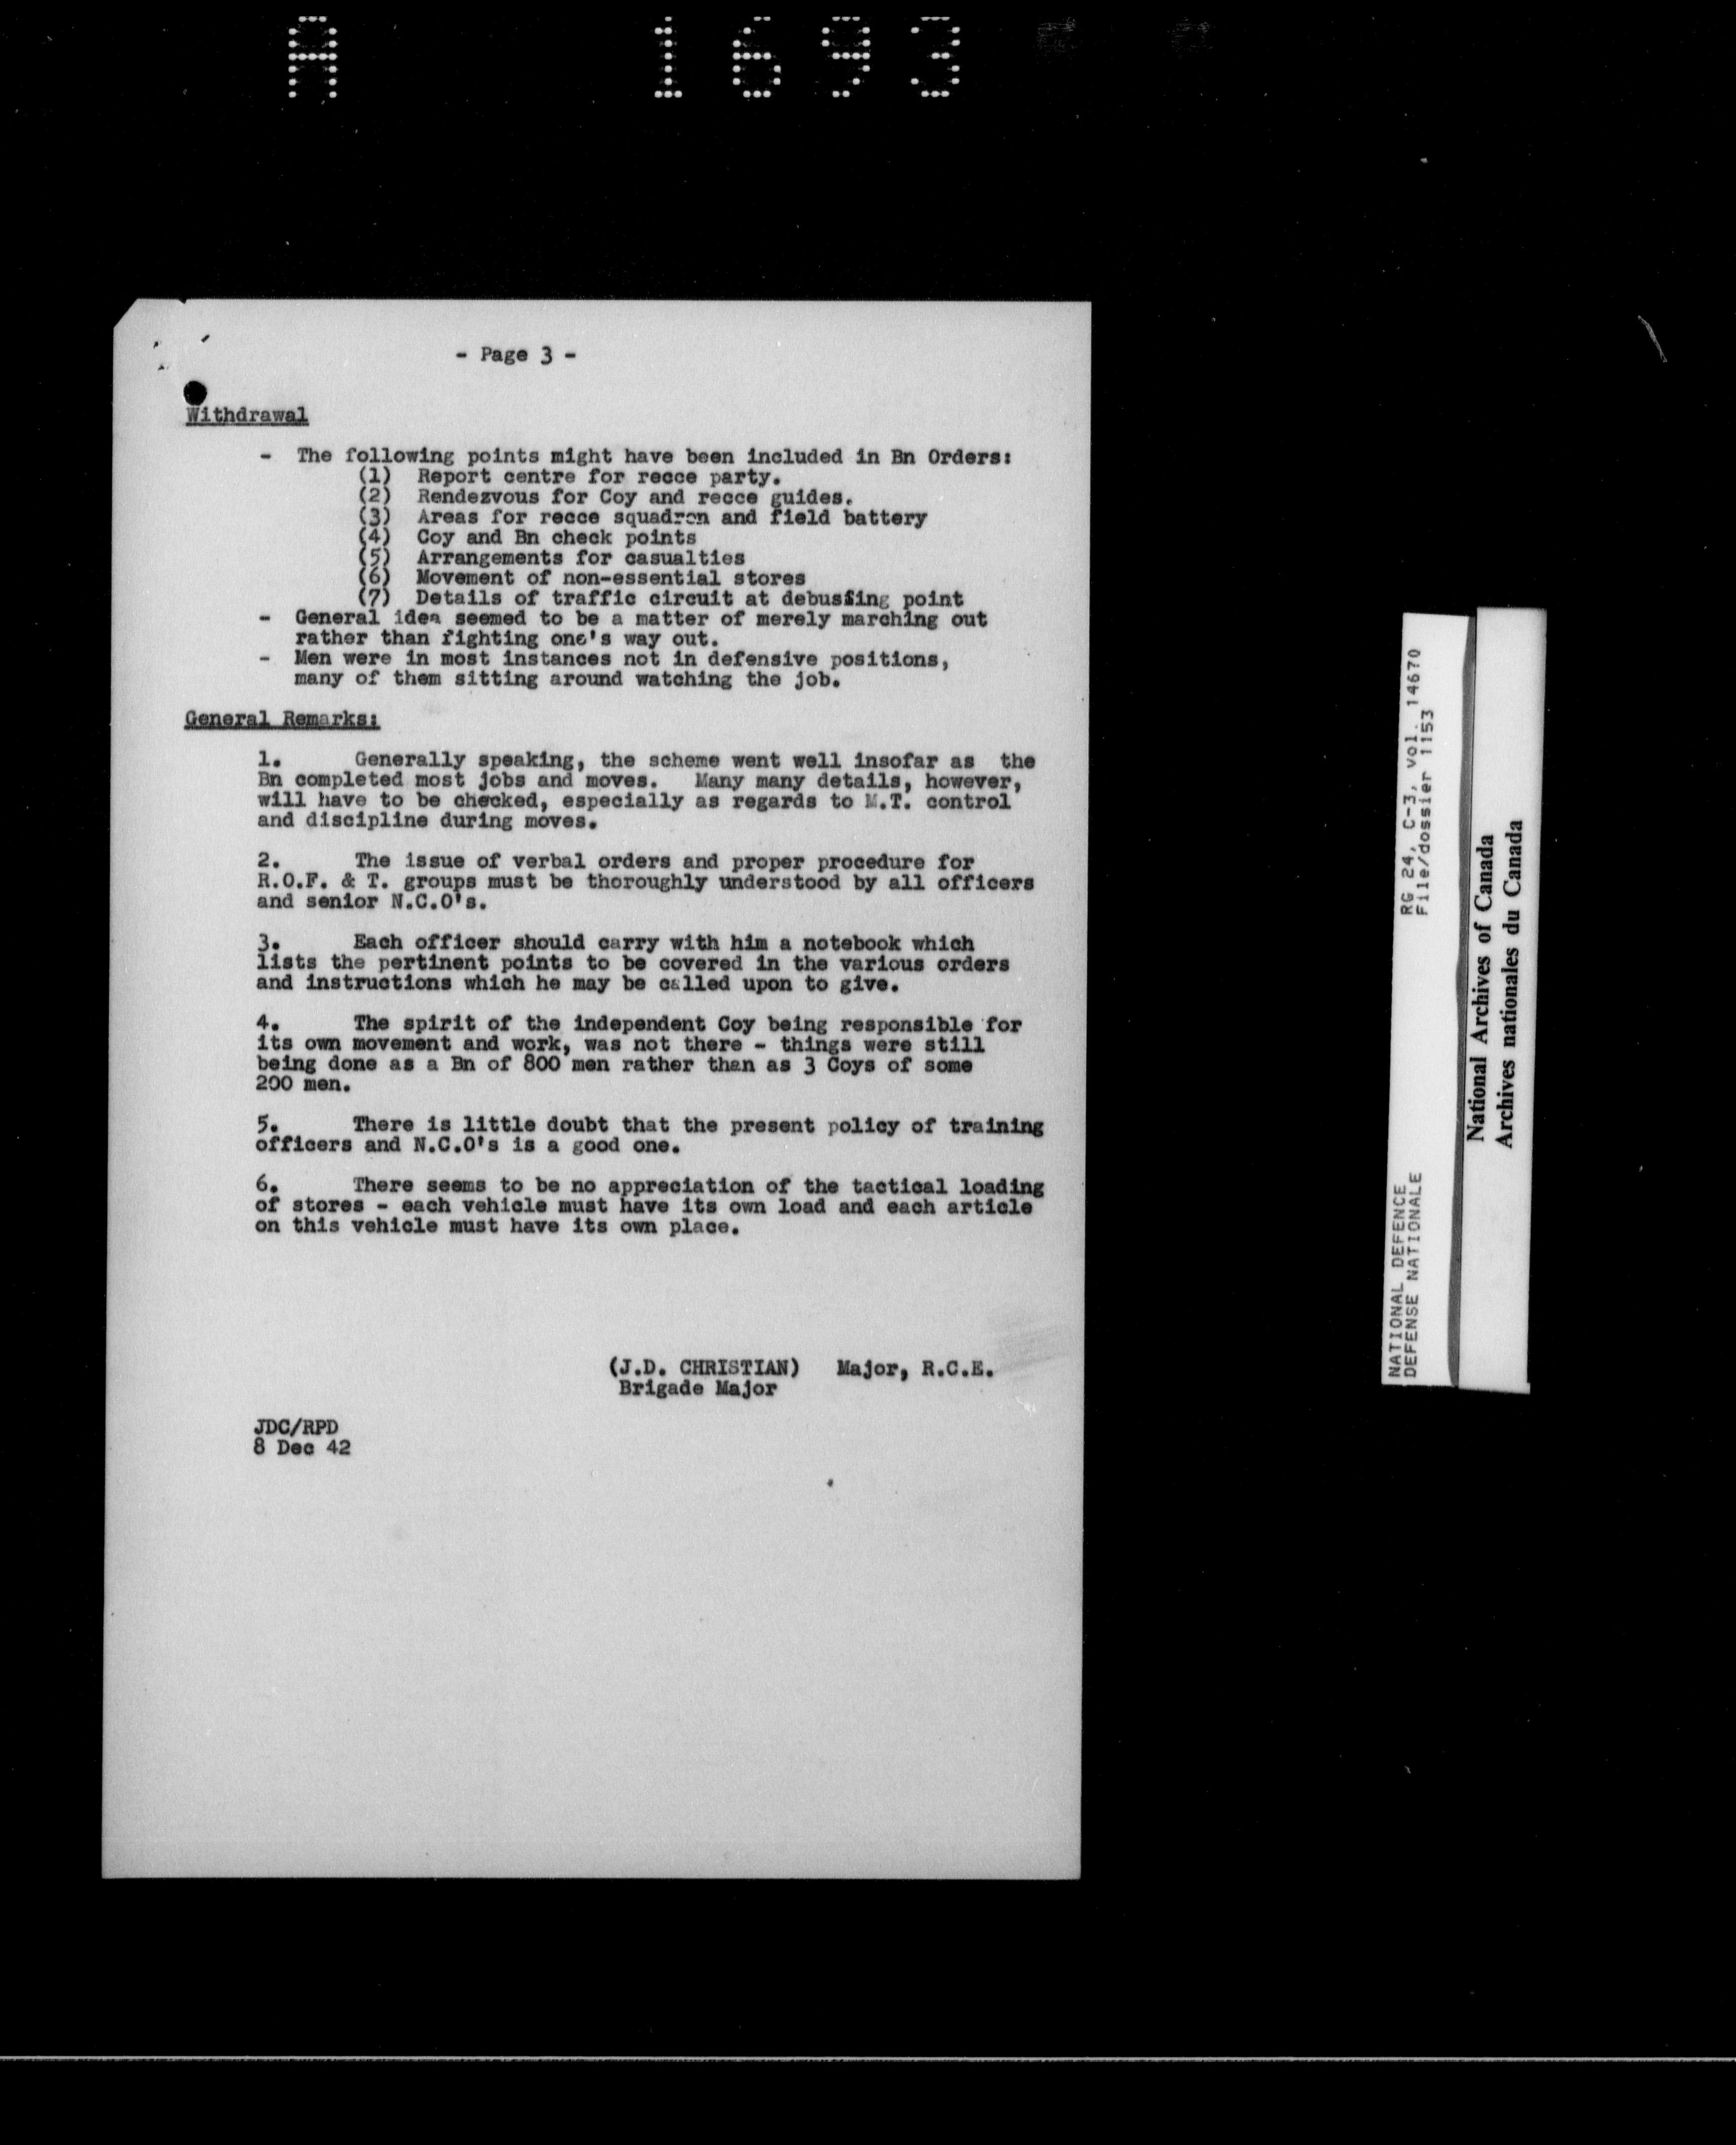 A 1693
- Page 3 -
Withdrawal
- The following points might have been included in Bn Orders:
(1) Report centre for recce party.
(2) Rendezvous for Coy and recce guides.
(3) Areas for recce squadron and field battery
(4) Coy and Bn check points
(5) Arrangements for casualties
(6) Movement of non-essential stores
(7) Details of traffic circuit at debussing point
- General idea seemed to be a matter of merely marching out
rather than fighting one's way out.
- Men were in most instances not in defensive positions,
many of them sitting around watching the job.
General Remarks:
1. Generally speaking, the scheme went well insofar as the
Bn completed most jobs and moves. Many many details, however,
will have to be checked, especially as regards to M.T. control
and discipline during moves.
2. The issue of verbal orders and proper procedure for
R.O.F. & T. groups must be thoroughly understood by all officers
and senior N.C.O's.
3. Each officer should carry with him a notebook which
lists the pertinent points to be covered in the various orders
and instructions which he may be called upon to give.
4. The spirit of the independent Coy being responsible for
its own movement and work, was not there - things were still
being done as a Bn of 800 men rather than as 3 Coys of some
200 men.
5. There is little doubt that the present policy of training
officers and N.C.O's is a good one.
6. There seems to be no appreciation of the tactical loading
of stores - each vehicle must have its own load and each article
on this vehicle must have its own place.
(J.D. CHRISTIAN) Major, R.C.E.
Brigade Major
JDC/RPD
8 Dec 42
NATIONAL DEFENCE RG 24, C-3, vol. 14670
DEFENSE NATIONALE File/dossier 1153
National Archives of Canada
Archives nationales du Canada